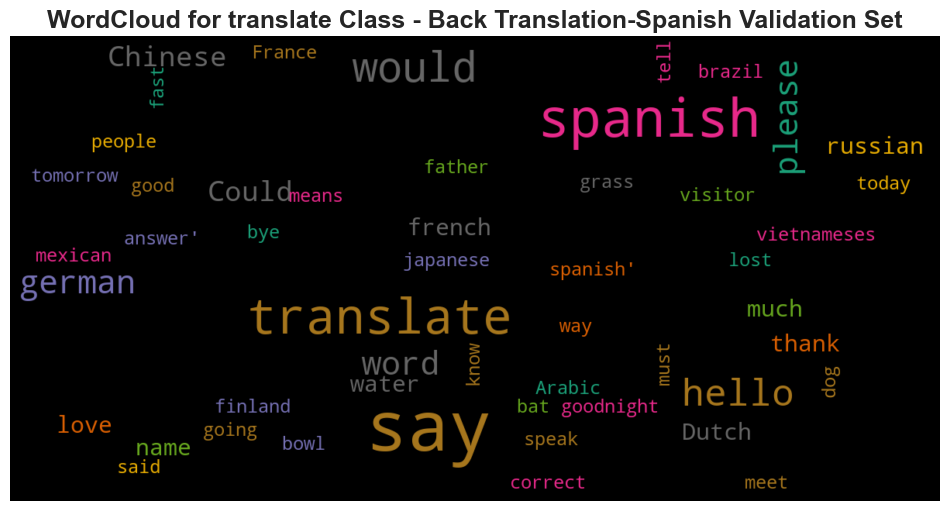 WordCloud for translate Class - Back Translation-Spanish Validation Set
Chinese
France
would
tell
brazil
please
fast
spanish
people
russian
tomorrow
good
father
grass
today
Could
means
visitor
french
answer'
bye
vietnameses
mexican
japanese
spanish'
lost
german
translate
much
way
thank
word
know
must
water
dog
Arabic
hello
finland
bat
goodnight
love
going
say
Dutch
name
bowl
speak
said
correct
meet